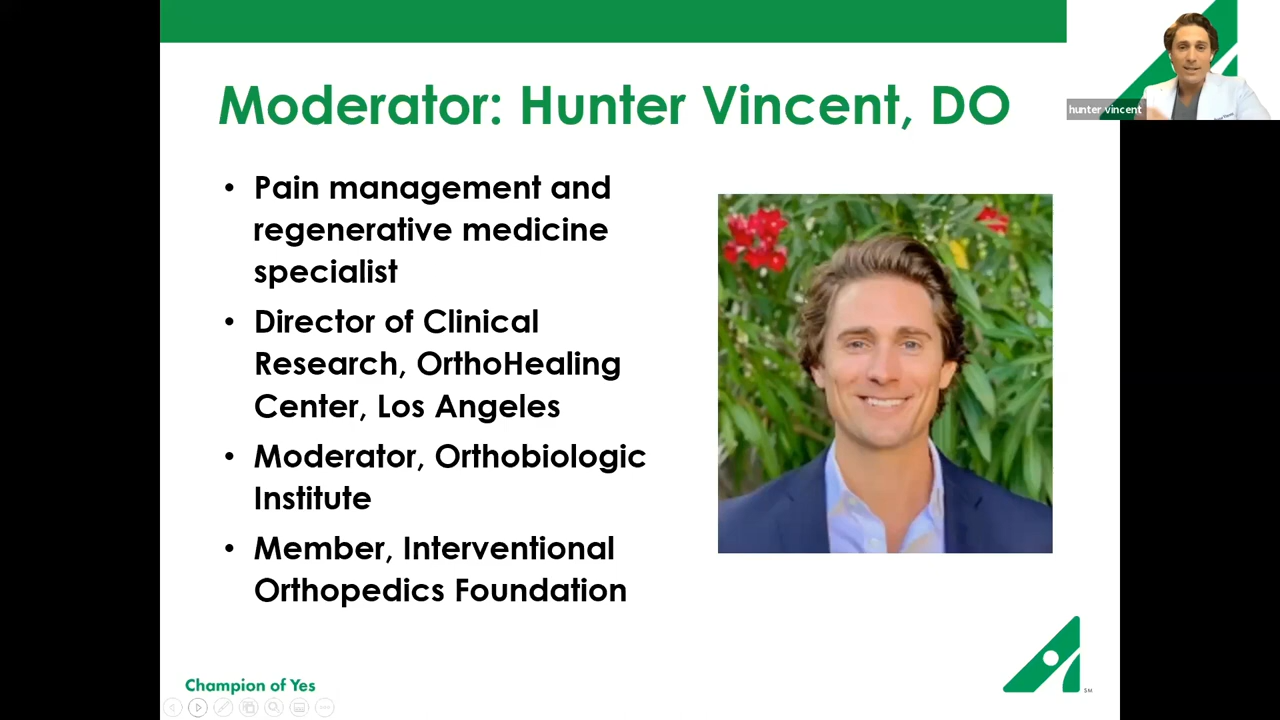 Moderator: Hunter Vincent, DO
hunter vincent
• Pain management and
regenerative medicine
specialist
• Director of Clinical
Research, OrthoHealing
Center, Los Angeles
• Moderator, Orthobiologic
Institute
• Member, Interventional
Orthopedics Foundation
Champion of Yes
SM